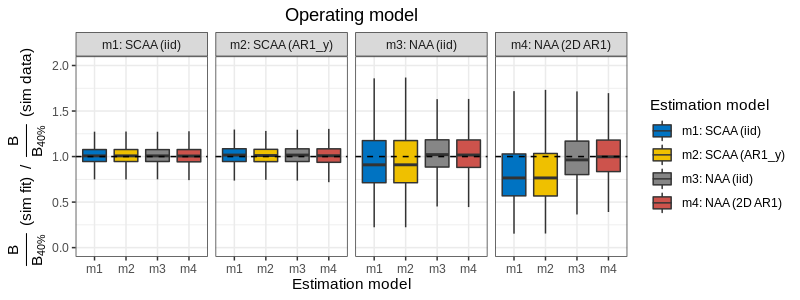 Operating model
m1: SCAA (iid)
m2: SCAA (AR1_y)
m3: NAA (iid)
m4: NAA (2D AR1)
B / B40% (sim fit) / B / B40% (sim data)
2.0
1.5
1.0
0.5
0.0
m1 m2 m3 m4
m1 m2 m3 m4
m1 m2 m3 m4
m1 m2 m3 m4
Estimation model
Estimation model
m1: SCAA (iid)
m2: SCAA (AR1_y)
m3: NAA (iid)
m4: NAA (2D AR1)